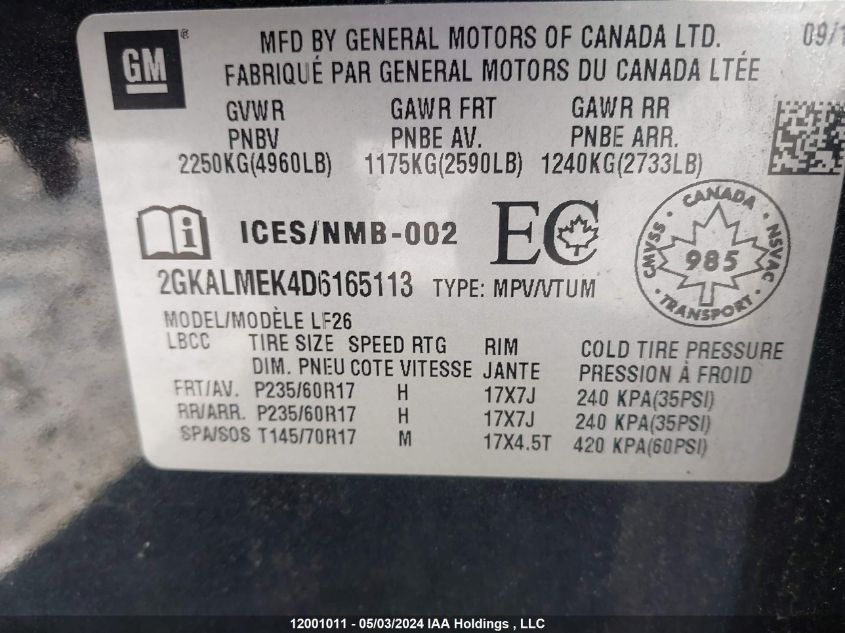 GM ®
MFD BY GENERAL MOTORS OF CANADA LTD. 09/1
FABRIQUÉ PAR GENERAL MOTORS DU CANADA LTÉE
GVWR GAWR FRT GAWR RR
PNBV PNBE AV. PNBE ARR.
2250KG(4960LB) 1175KG(2590LB) 1240KG(2733LB)
i ICES/NMB-002 EC
CANADA
CMVSS 985 NSVAC
TRANSPORT
2GKALMEK4D6165113 TYPE: MPV/VTUM
MODEL/MODÈLE LF26
LBCC TIRE SIZE SPEED RTG RIM COLD TIRE PRESSURE
DIM. PNEU COTE VITESSE JANTE PRESSION À FROID
FRT/AV. P235/60R17 H 17X7J 240 KPA(35PSI)
RR/ARR. P235/60R17 H 17X7J 240 KPA(35PSI)
SPA/SOS T145/70R17 M 17X4.5T 420 KPA(60PSI)
12001011 - 05/03/2024 IAA Holdings , LLC